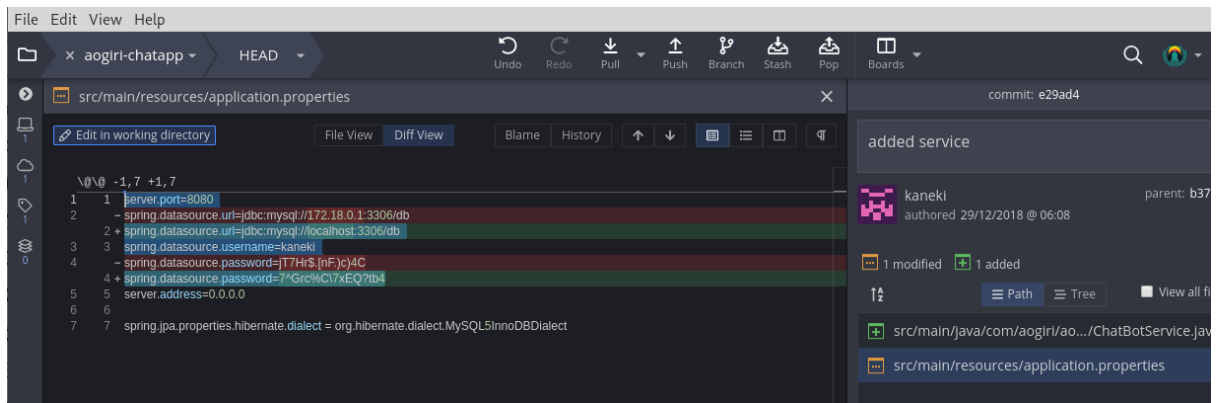 File Edit View Help
× aogiri-chatapp HEAD
Undo Redo Pull Push Branch Stash Pop Boards
src/main/resources/application.properties ×
commit: e29ad4
Edit in working directory File View Diff View Blame History ¶
added service
\@\@ -1,7 +1,7
1 1 server.port=8080
2 - spring.datasource.url=jdbc:mysql://172.18.0.1:3306/db
2 + spring.datasource.url=jdbc:mysql://localhost:3306/db
3 3 spring.datasource.username=kaneki
4 - spring.datasource.password=jT7Hr$.[nF.)c)4C
4 + spring.datasource.password=7^Grc%C\7xEQ?tb4
5 5 server.address=0.0.0.0
6 6
7 7 spring.jpa.properties.hibernate.dialect = org.hibernate.dialect.MySQL5InnoDBDialect
1
1
1
0
kaneki parent: b37
authored 29/12/2018 @ 06:08
1 modified 1 added
Path Tree View all fi
src/main/java/com/aogiri/ao.../ChatBotService.jav
src/main/resources/application.properties